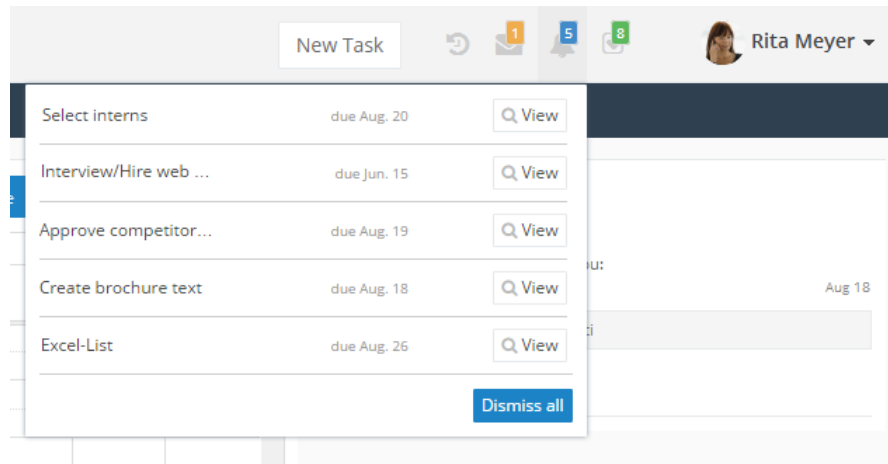 New Task
1
5
8
Rita Meyer
Select interns due Aug. 20 View
Interview/Hire web ... due Jun. 15 View
Approve competitor... due Aug. 19 View
Create brochure text due Aug. 18 View
Excel-List due Aug. 26 View
Dismiss all
Aug 18